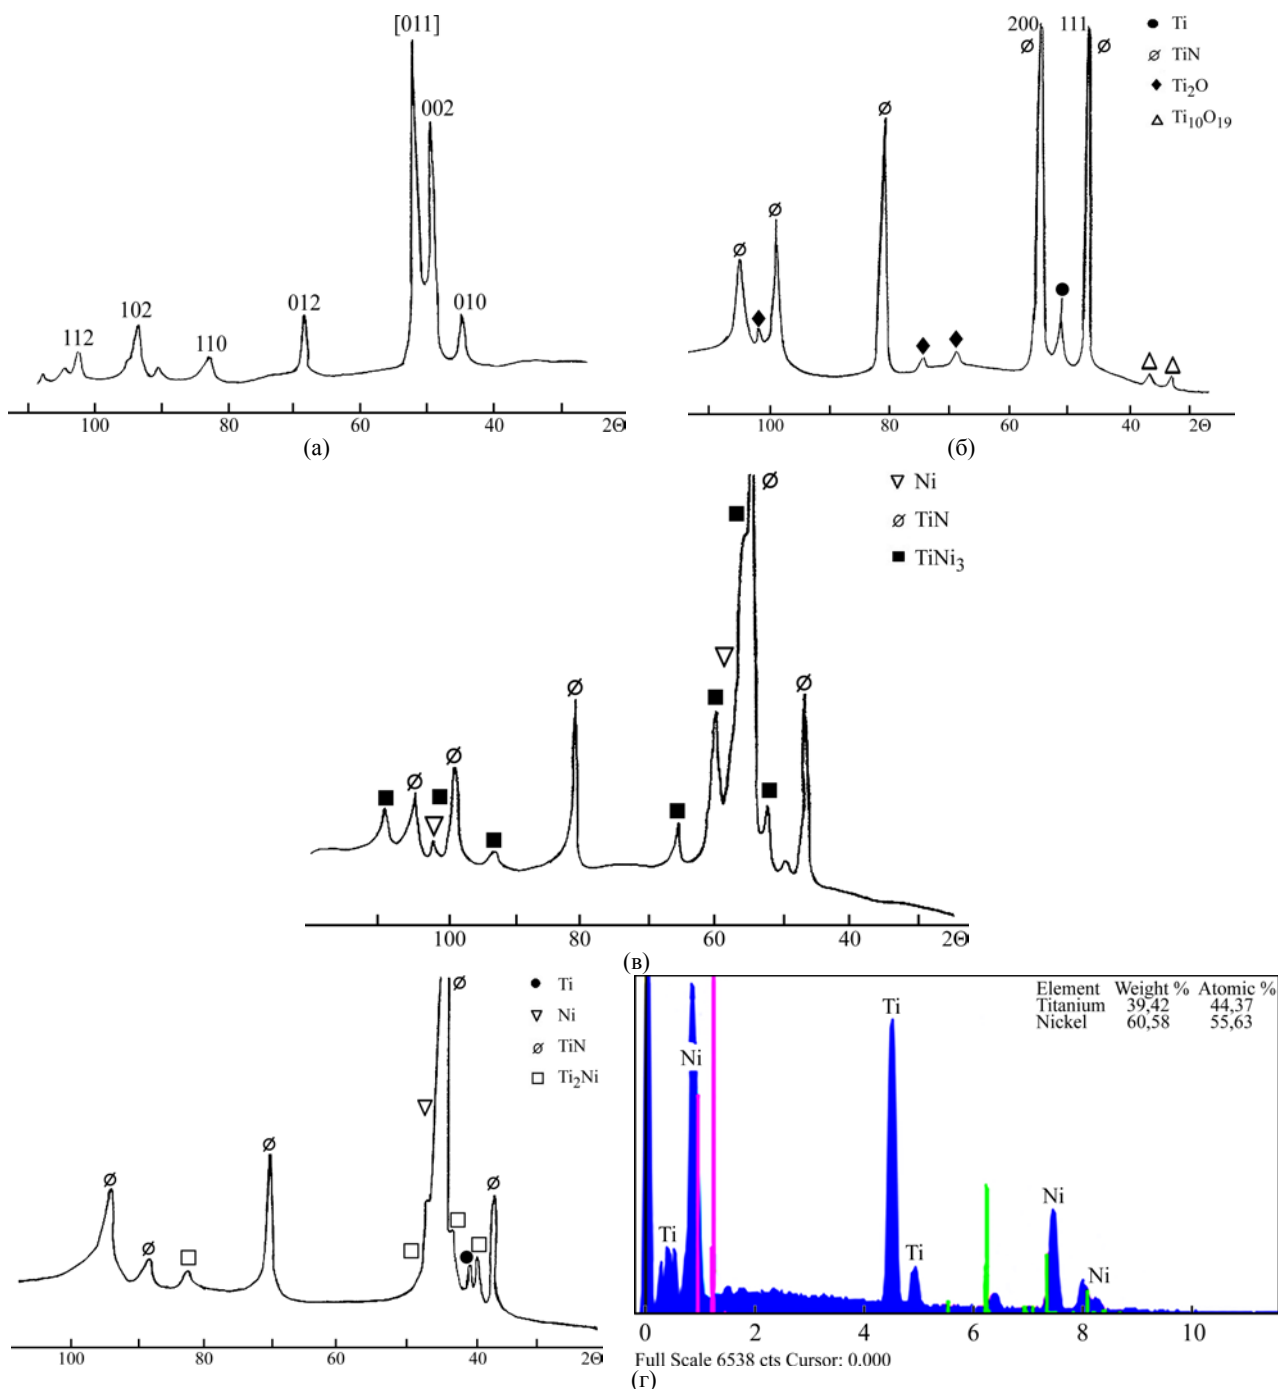 [011]
002
112
102
110
012
010
100
80
60
40
2Θ
(а)
200
111
Ti
TiN
Ti2O
Ti10O19
100
80
60
40
2Θ
(б)
Ni
TiN
TiNi3
100
80
60
40
2Θ
(в)
Ti
Ni
TiN
Ti2Ni
100
80
60
40
2Θ
Element Weight % Atomic %
Titanium 39,42 44,37
Nickel 60,58 55,63
Ti
Ni
Ti
Ni
Ti
Ni
0
2
4
6
8
10
Full Scale 6538 cts Cursor: 0.000
(г)